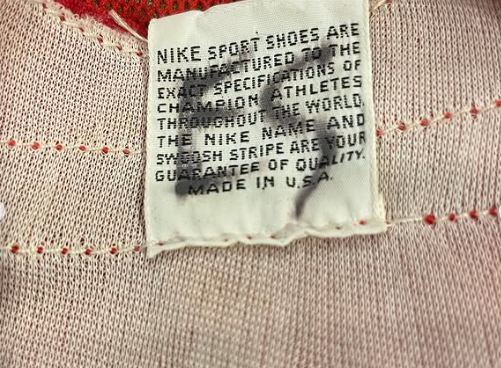 NIKE SPORT SHOES ARE
MANUFACTURED TO THE
EXACT SPECIFICATIONS OF
CHAMPION ATHLETES
THROUGHOUT THE WORLD.
THE NIKE NAME AND
SWOOSH STRIPE ARE YOUR
GUARANTEE OF QUALITY.
MADE IN U.S.A.